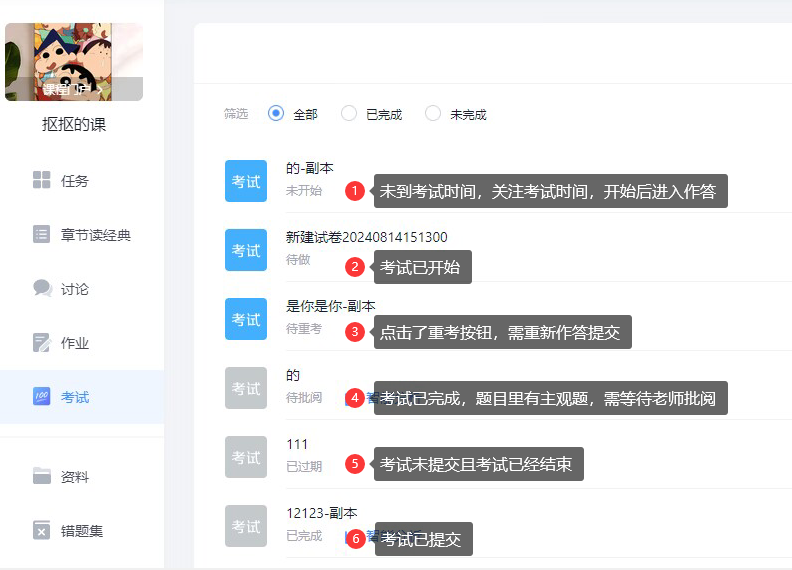 课程门户 >
抠抠的课
任务
章节读经典
讨论
作业
100
考试
资料
错题集
筛选 全部 已完成 未完成
考试
的-副本
未开始
1 未到考试时间，关注考试时间，开始后进入作答
考试
新建试卷20240814151300
待做
2 考试已开始
考试
是你是你-副本
待重考
3 点击了重考按钮，需重新作答提交
考试
的
待批阅
4 考试已完成，题目里有主观题，需等待老师批阅
考试
111
已过期
5 考试未提交且考试已经结束
考试
12123-副本
已完成
6 考试已提交